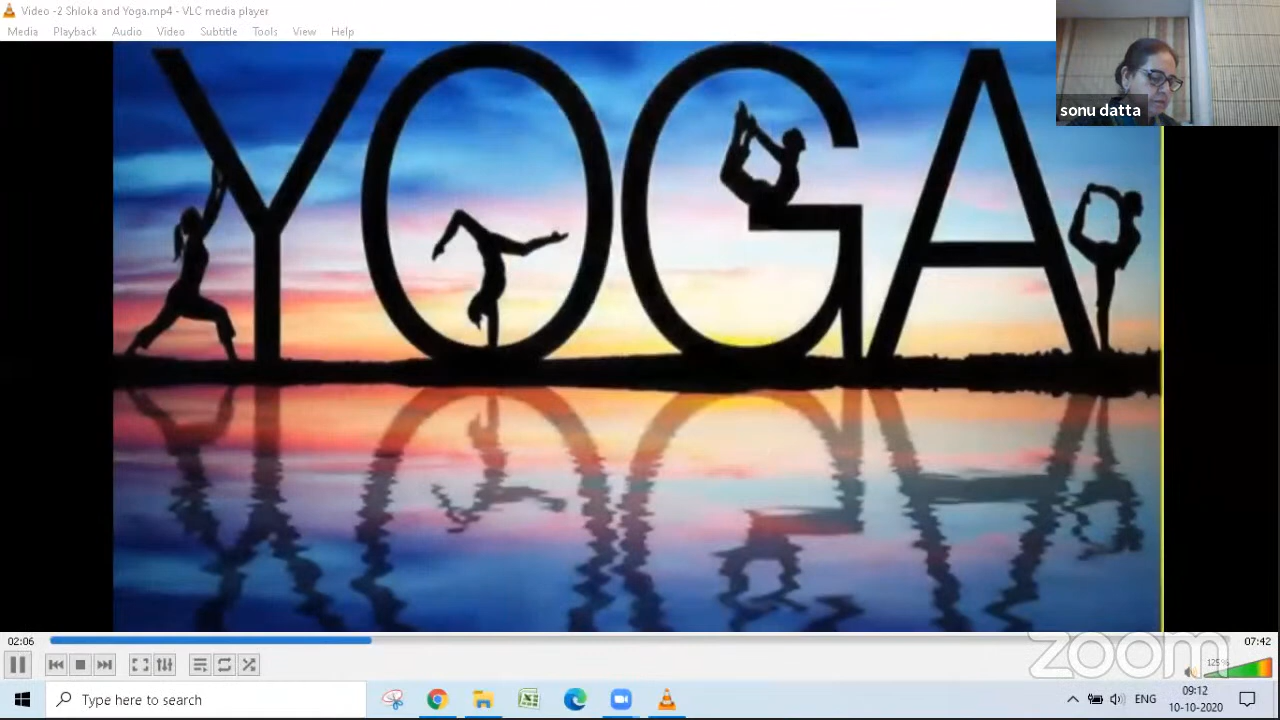 Video -2 Shloka and Yoga.mp4 - VLC media player
Media Playback Audio Video Subtitle Tools View Help
sonu datta
YOGA
02:06
07:42
zoom
125%
Type here to search
ENG
09:12
10-10-2020